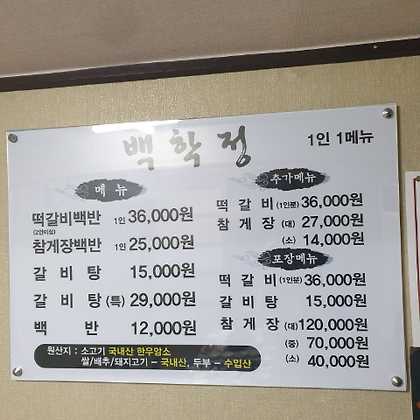 백학정
1인 1메뉴
메 뉴
떡갈비백반 1인 36,000원
(2인이상)
참게장백반 1인 25,000원
갈 비 탕 15,000원
갈 비 탕 (특) 29,000원
백 반 12,000원
추가메뉴
떡 갈 비 (1인분) 36,000원
참 게 장 (대) 27,000원
(소) 14,000원
포장메뉴
떡 갈 비 (1인분) 36,000원
갈 비 탕 15,000원
참 게 장 (대) 120,000원
(중) 70,000원
(소) 40,000원
원산지 : 소고기 국내산 한우암소
쌀/배추/돼지고기 - 국내산, 두부 - 수입산